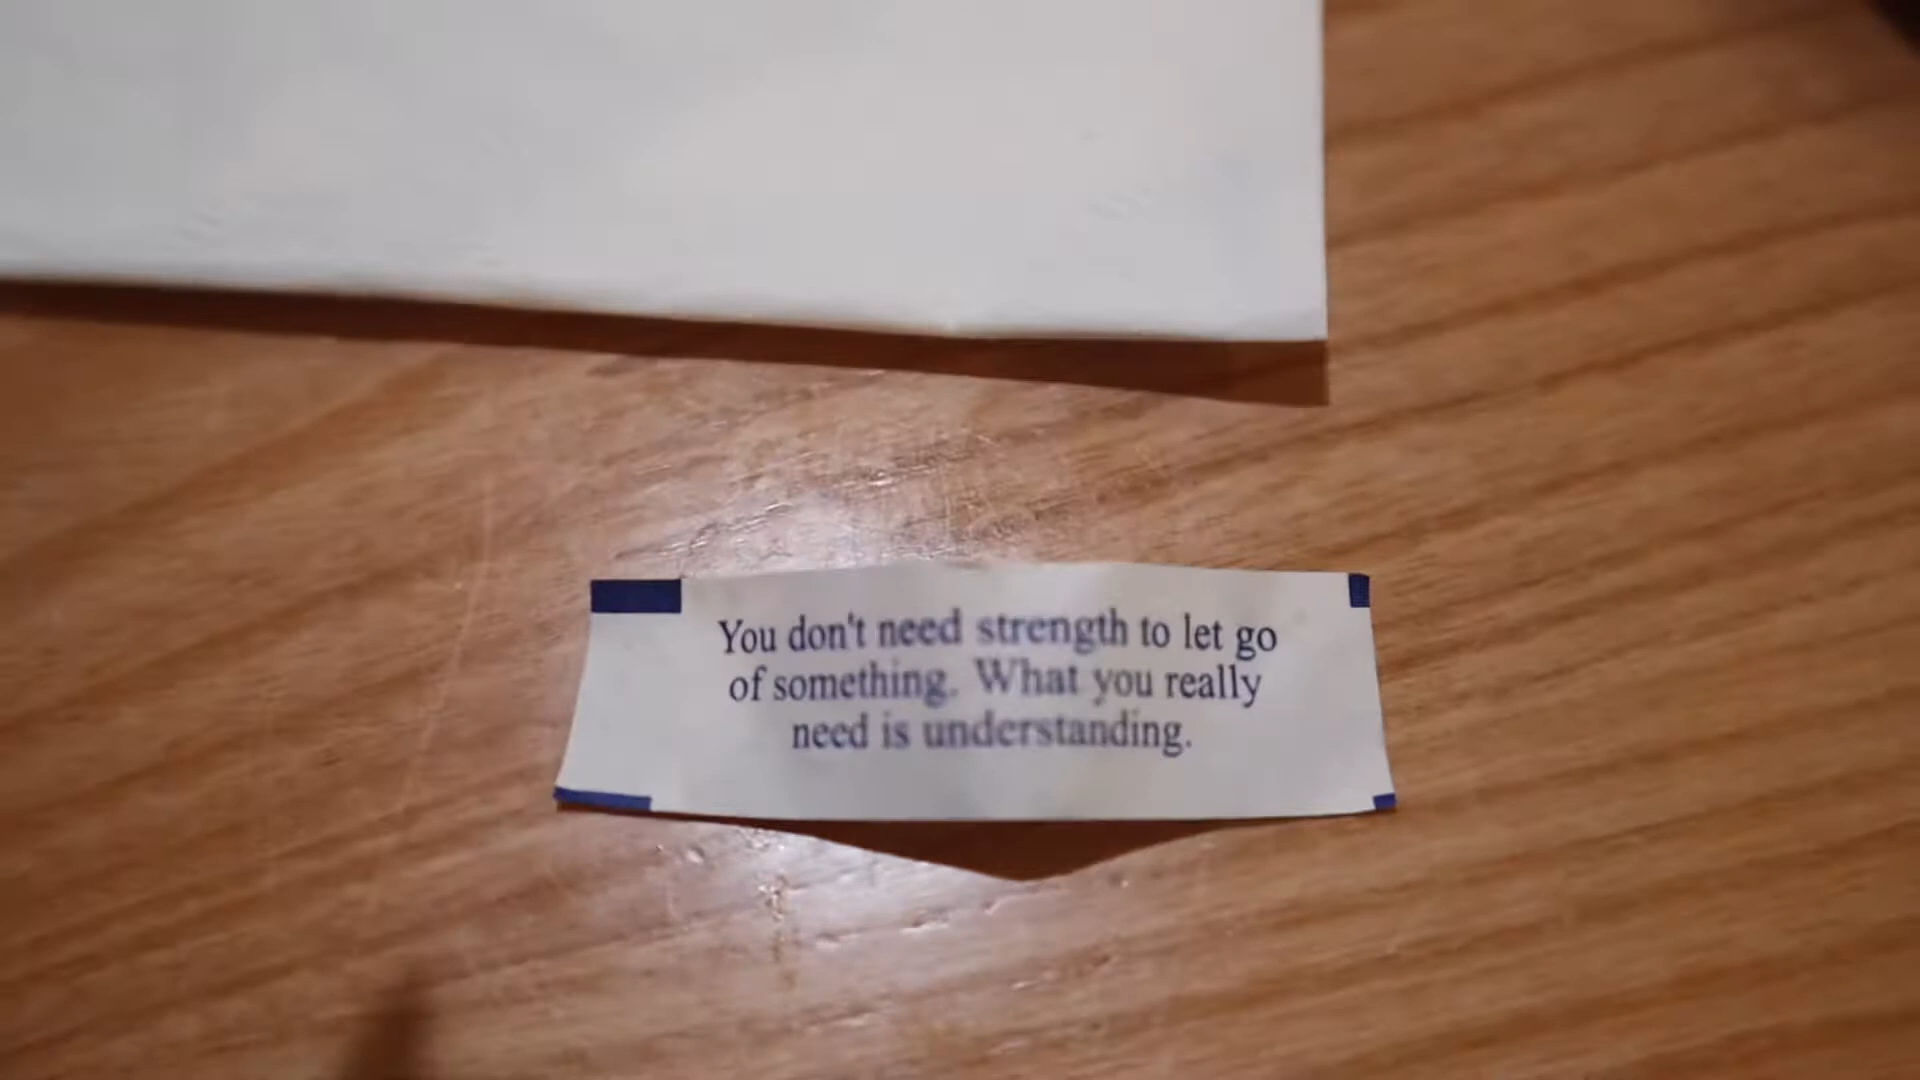 You don't need strength to let go
of something. What you really
need is understanding.